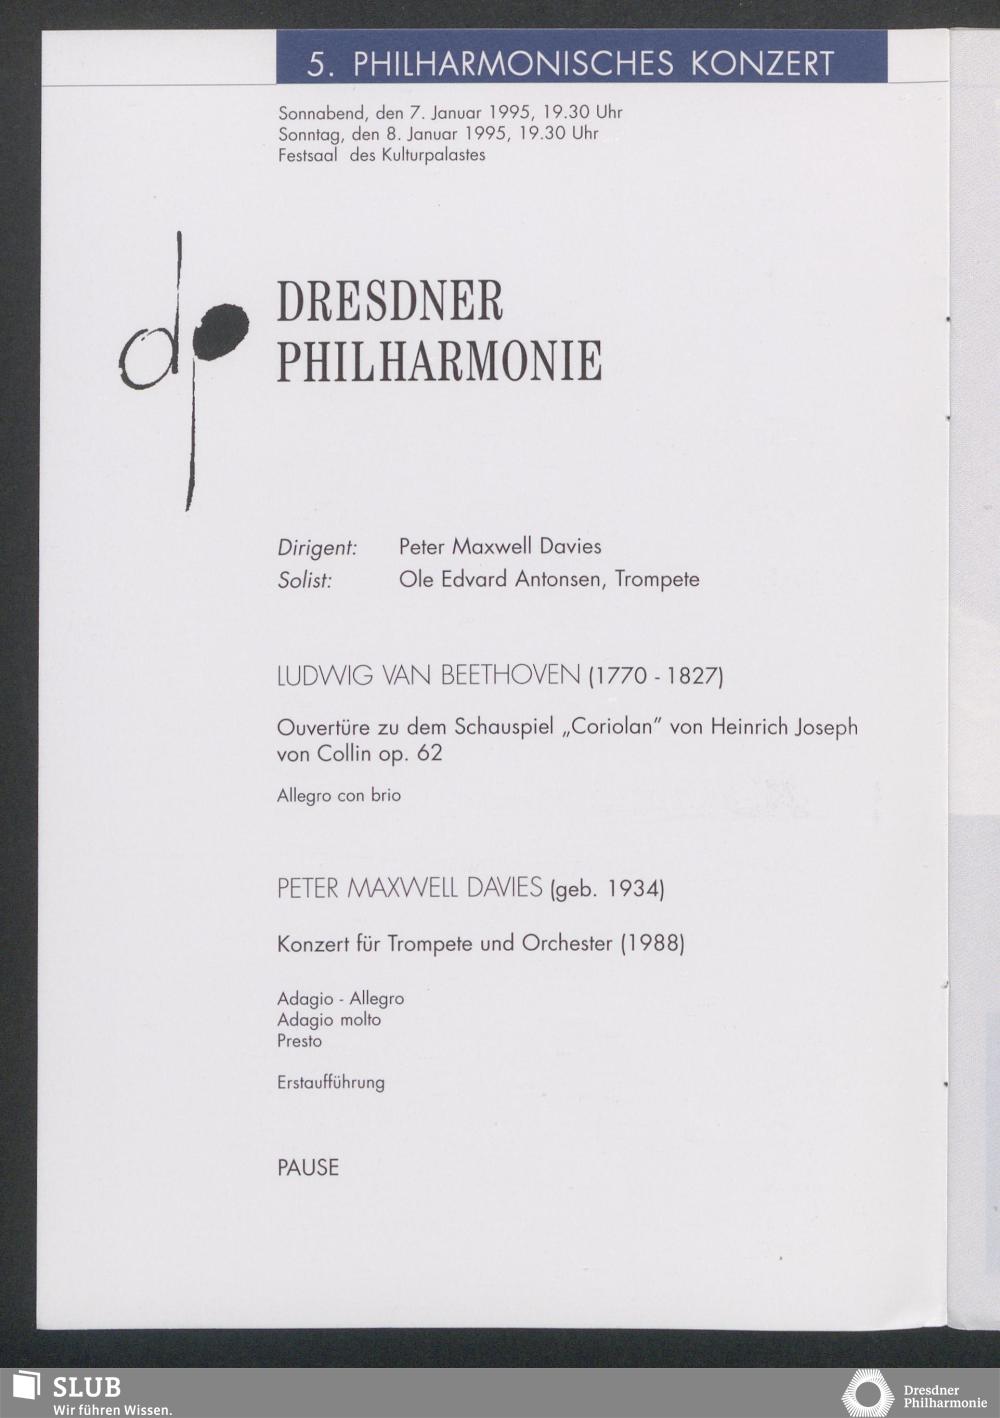 5. PHILHARMONISCHES KONZERT
Sonnabend, den 7. Januar 1995, 19.30 Uhr
Sonntag, den 8. Januar 1995, 19.30 Uhr
Festsaal des Kulturpalastes
dp
DRESDNER
PHILHARMONIE
Dirigent: Peter Maxwell Davies
Solist: Ole Edvard Antonsen, Trompete
LUDWIG VAN BEETHOVEN (1770 - 1827)
Ouvertüre zu dem Schauspiel „Coriolan” von Heinrich Joseph
von Collin op. 62
Allegro con brio
PETER MAXWELL DAVIES (geb. 1934)
Konzert für Trompete und Orchester (1988)
Adagio - Allegro
Adagio molto
Presto
Erstaufführung
PAUSE
SLUB
Wir führen Wissen.
Dresdner
Philharmonie